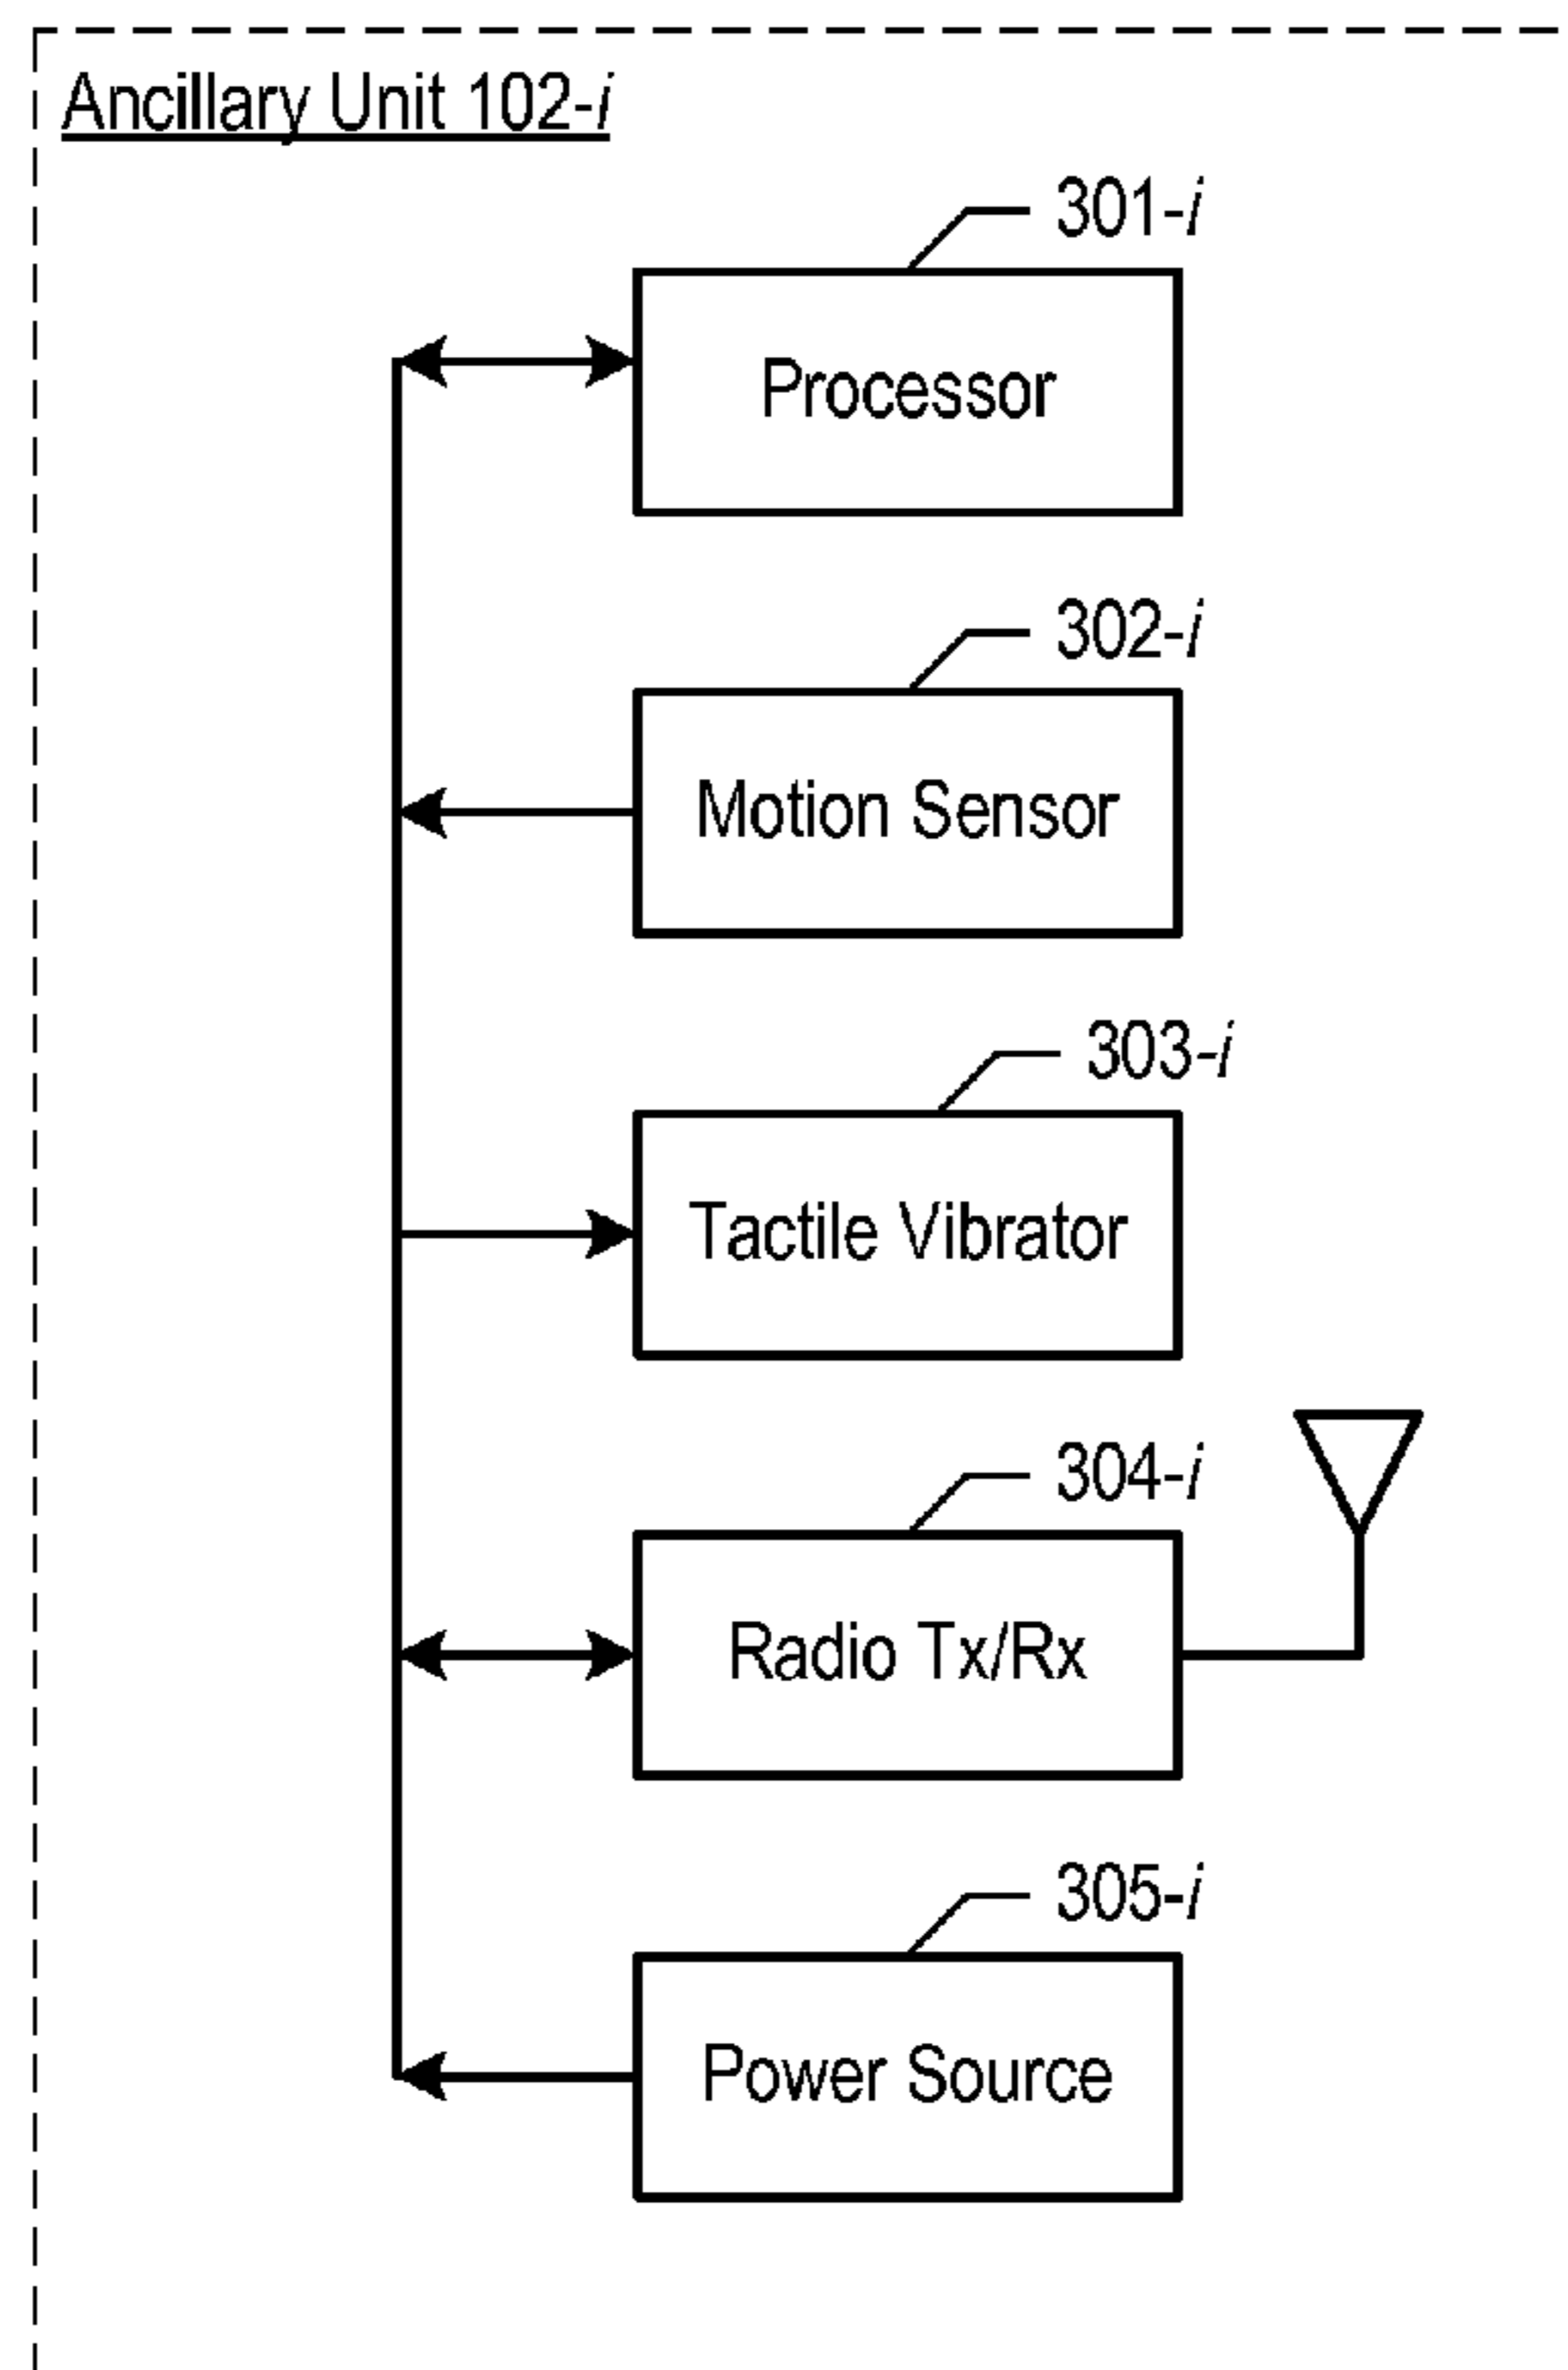 Ancillary Unit 102-i
301-i
Processor
302-i
Motion Sensor
303-i
Tactile Vibrator
304-i
Radio Tx/Rx
305-i
Power Source